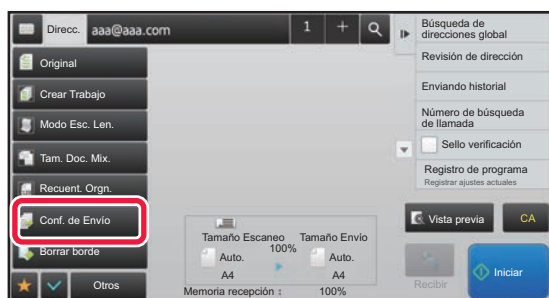 Direcc. aaa@aaa.com 1 +
Original
Crear Trabajo
Modo Esc. Len.
Tam. Doc. Mix.
Recuent. Orgn.
Conf. de Envío
Borrar borde
Otros
Tamaño Escaneo Tamaño Envío
100%
Auto. Auto.
A4 A4
Memoria recepción : 100%
Búsqueda de
direcciones global
Revisión de dirección
Enviando historial
Número de búsqueda
de llamada
Sello verificación
Registro de programa
Registrar ajustes actuales
Vista previa CA
Recibir Iniciar